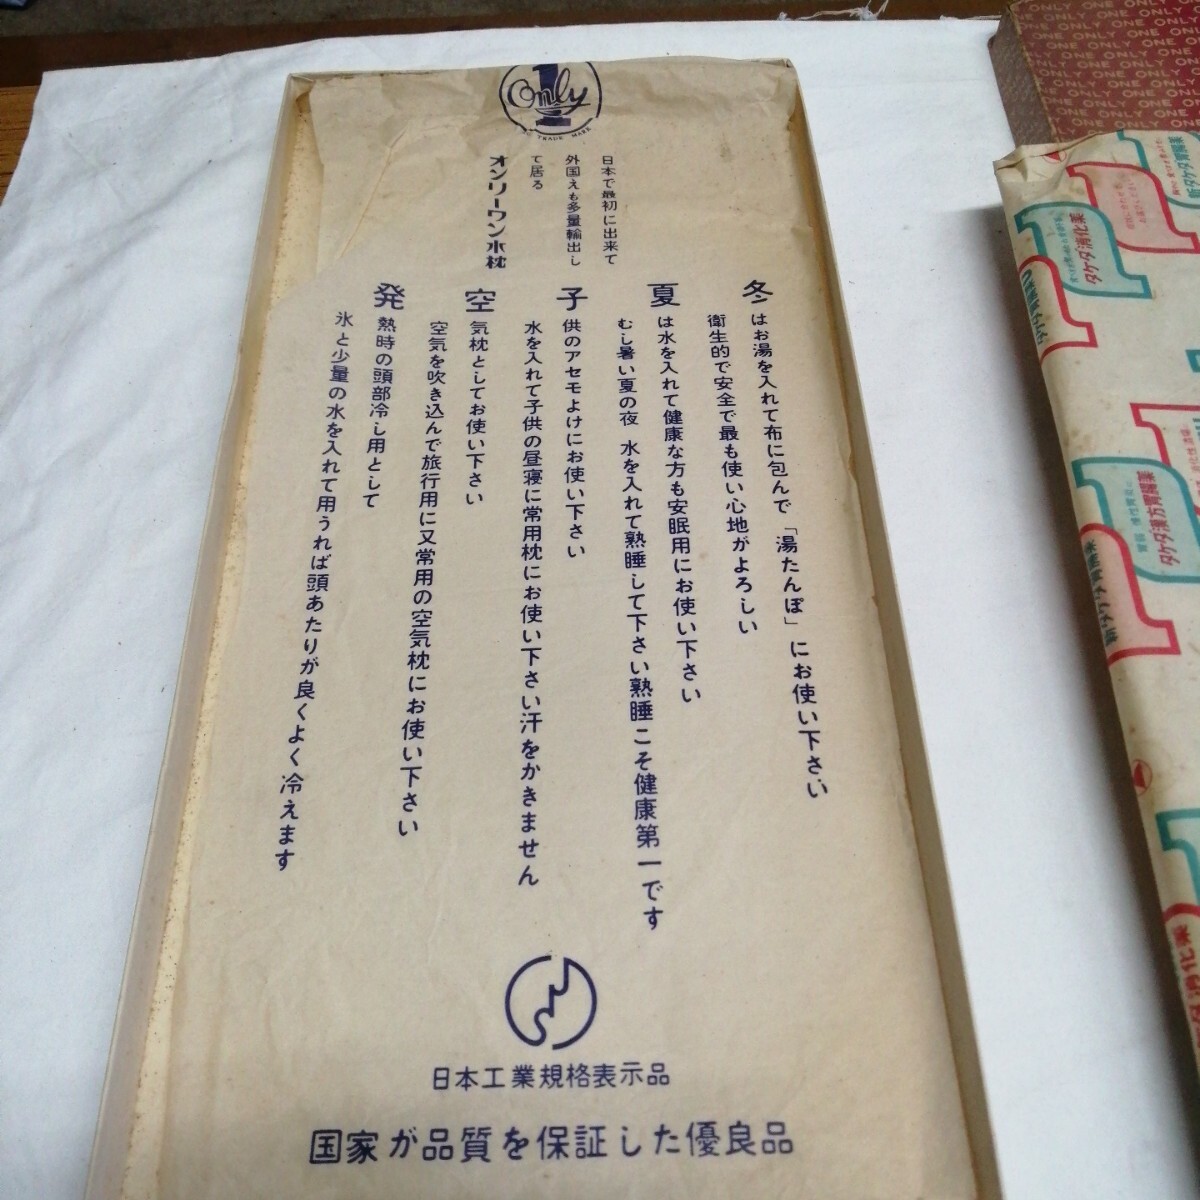 Only
1
TRADE MARK
日本で最初に出来て
外国えも多量輸出し
て居る
オンリーワン水枕
冬はお湯を入れて布に包んで「湯たんぽ」にお使い下さい
衛生的で安全で最も使い心地がよろしい
夏は水を入れて健康な方も安眠用にお使い下さい
むし暑い夏の夜 水を入れて熟睡して下さい熟睡こそ健康第一です
子供のアセモよけにお使い下さい
水を入れて子供の昼寝に常用枕にお使い下さい汗をかきません
空気枕としてお使い下さい
空気を吹き込んで旅行用に又常用の空気枕にお使い下さい
発熱時の頭部冷し用として
氷と少量の水を入れて用うれば頭あたりが良くよく冷えます
日本工業規格表示品
国家が品質を保証した優良品
ONE ONLY ONE ONLY ONE ONLY
タケダ消化薬
タケダ漢方胃腸薬